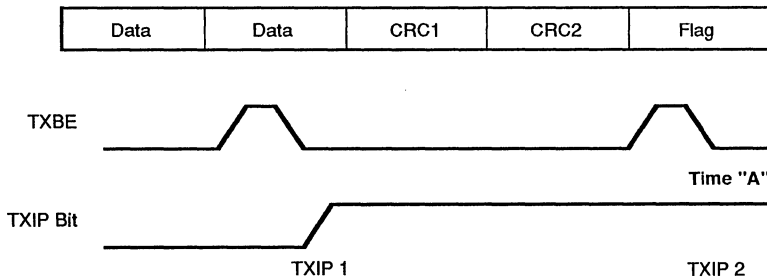 Data Data CRC1 CRC2 Flag
TXBE
Time "A"
TXIP Bit
TXIP 1 TXIP 2